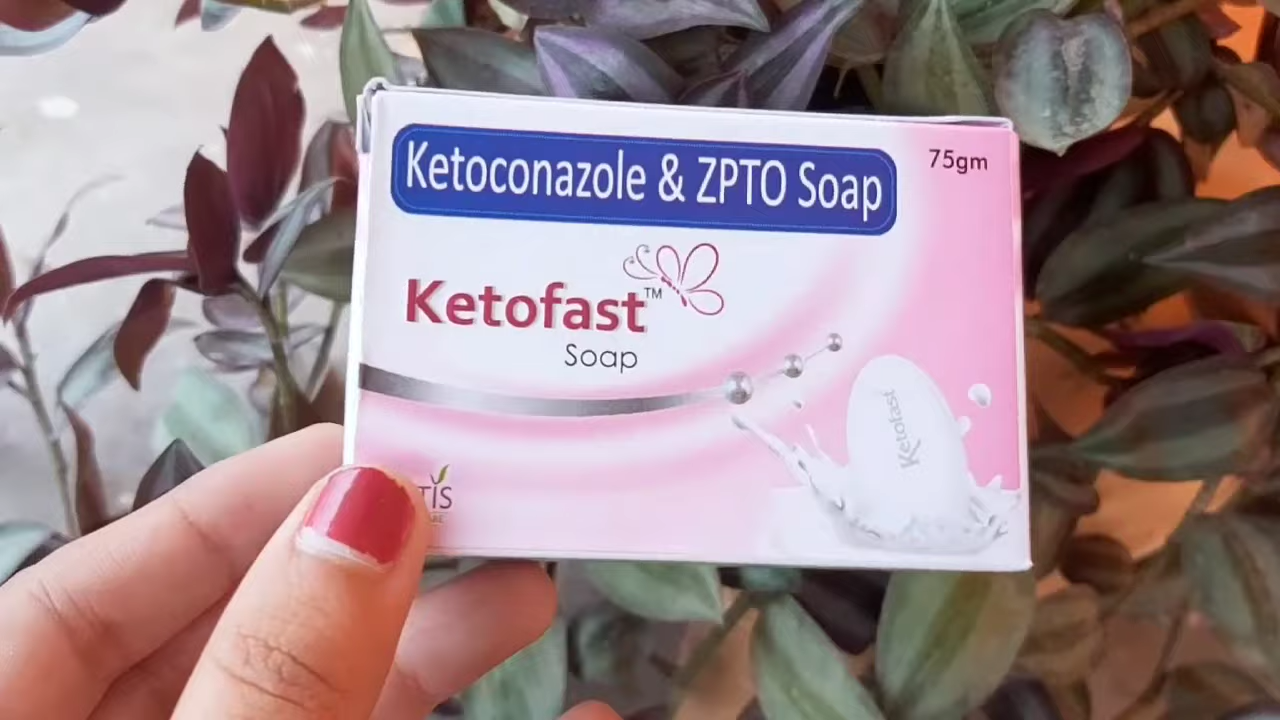 Ketoconazole & ZPTO Soap
75gm
Ketofast™
Soap
Ketofast